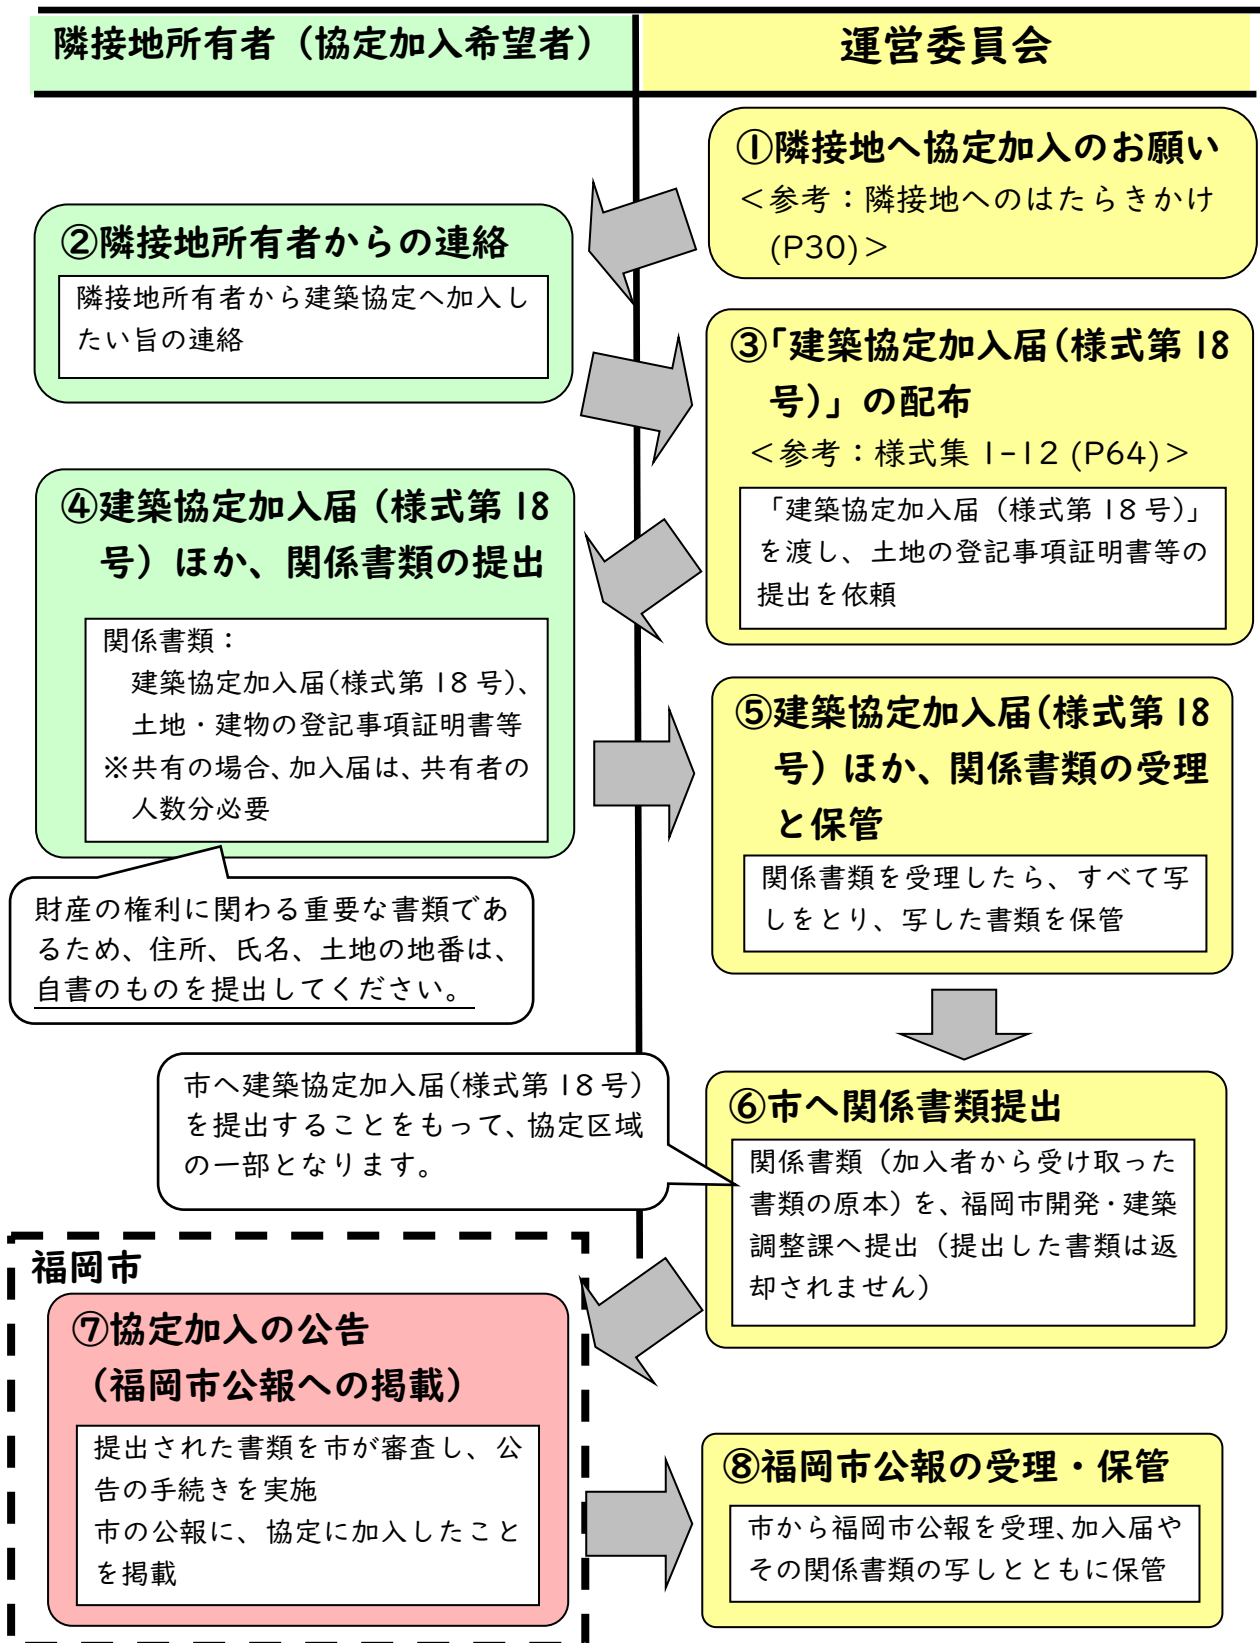 隣接地所有者（協定加入希望者）
運営委員会
①隣接地へ協定加入のお願い
＜参考：隣接地へのはたらきかけ
(P30)＞
②隣接地所有者からの連絡
隣接地所有者から建築協定へ加入し
たい旨の連絡
③「建築協定加入届(様式第18
号)」の配布
＜参考：様式集 1-12 (P64)＞
「建築協定加入届（様式第18号)」
を渡し、土地の登記事項証明書等の
提出を依頼
④建築協定加入届（様式第18
号）ほか、関係書類の提出
関係書類：
建築協定加入届(様式第18号)、
土地・建物の登記事項証明書等
※共有の場合、加入届は、共有者の
人数分必要
財産の権利に関わる重要な書類であ
るため、住所、氏名、土地の地番は、
自書のものを提出してください。
⑤建築協定加入届(様式第18
号）ほか、関係書類の受理
と保管
関係書類を受理したら、すべて写
しをとり、写した書類を保管
市へ建築協定加入届(様式第18号)
を提出することをもって、協定区域
の一部となります。
⑥市へ関係書類提出
関係書類（加入者から受け取った
書類の原本）を、福岡市開発・建築
調整課へ提出（提出した書類は返
却されません）
福岡市
⑦協定加入の公告
（福岡市公報への掲載）
提出された書類を市が審査し、公
告の手続きを実施
市の公報に、協定に加入したこと
を掲載
⑧福岡市公報の受理・保管
市から福岡市公報を受理、加入届や
その関係書類の写しとともに保管